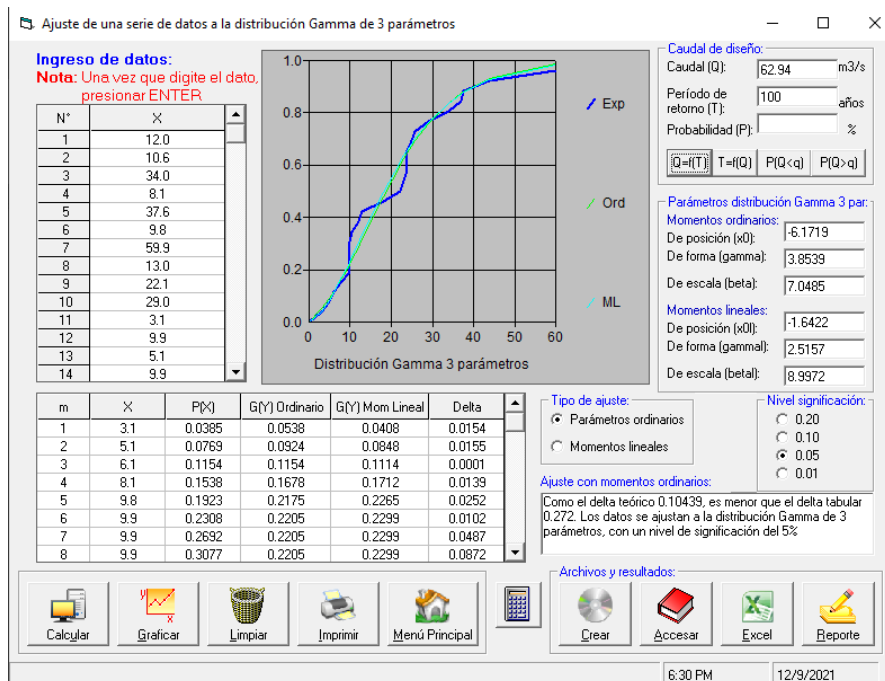 Ajuste de una serie de datos a la distribución Gamma de 3 parámetros
Ingreso de datos:
Nota: Una vez que digite el dato,
presionar ENTER
N° X
1 12.0
2 10.6
3 34.0
4 8.1
5 37.6
6 9.8
7 59.9
8 13.0
9 22.1
10 29.0
11 3.1
12 9.9
13 5.1
14 9.9
1.0
0.8
0.6
0.4
0.2
0.0
0 10 20 30 40 50 60
Distribución Gamma 3 parámetros
Exp
Ord
ML
Caudal de diseño:
Caudal (Q): 62.94 m3/s
Período de
retorno (T): 100 años
Probabilidad (P): %
Q=f(T) T=f(Q) P(Q<q) P(Q>q)
Parámetros distribución Gamma 3 par:
Momentos ordinarios:
De posición (x0): -6.1719
De forma (gamma): 3.8539
De escala (beta): 7.0485
Momentos lineales:
De posición (x0l): -1.6422
De forma (gammal): 2.5157
De escala (betal): 8.9972
m X P(X) G(Y) Ordinario G(Y) Mom Lineal Delta
1 3.1 0.0385 0.0538 0.0408 0.0154
2 5.1 0.0769 0.0924 0.0848 0.0155
3 6.1 0.1154 0.1154 0.1114 0.0001
4 8.1 0.1538 0.1678 0.1712 0.0139
5 9.8 0.1923 0.2175 0.2265 0.0252
6 9.9 0.2308 0.2205 0.2299 0.0102
7 9.9 0.2692 0.2205 0.2299 0.0487
8 9.9 0.3077 0.2205 0.2299 0.0872
Tipo de ajuste:
Parámetros ordinarios
Momentos lineales
Nivel significación:
0.20
0.10
0.05
0.01
Ajuste con momentos ordinarios:
Como el delta teórico 0.10439, es menor que el delta tabular
0.272. Los datos se ajustan a la distribución Gamma de 3
parámetros, con un nivel de significación del 5%
Calcular
Graficar
Limpiar
Imprimir
Menú Principal
Archivos y resultados:
Crear
Accesar
Excel
Reporte
6:30 PM 12/9/2021